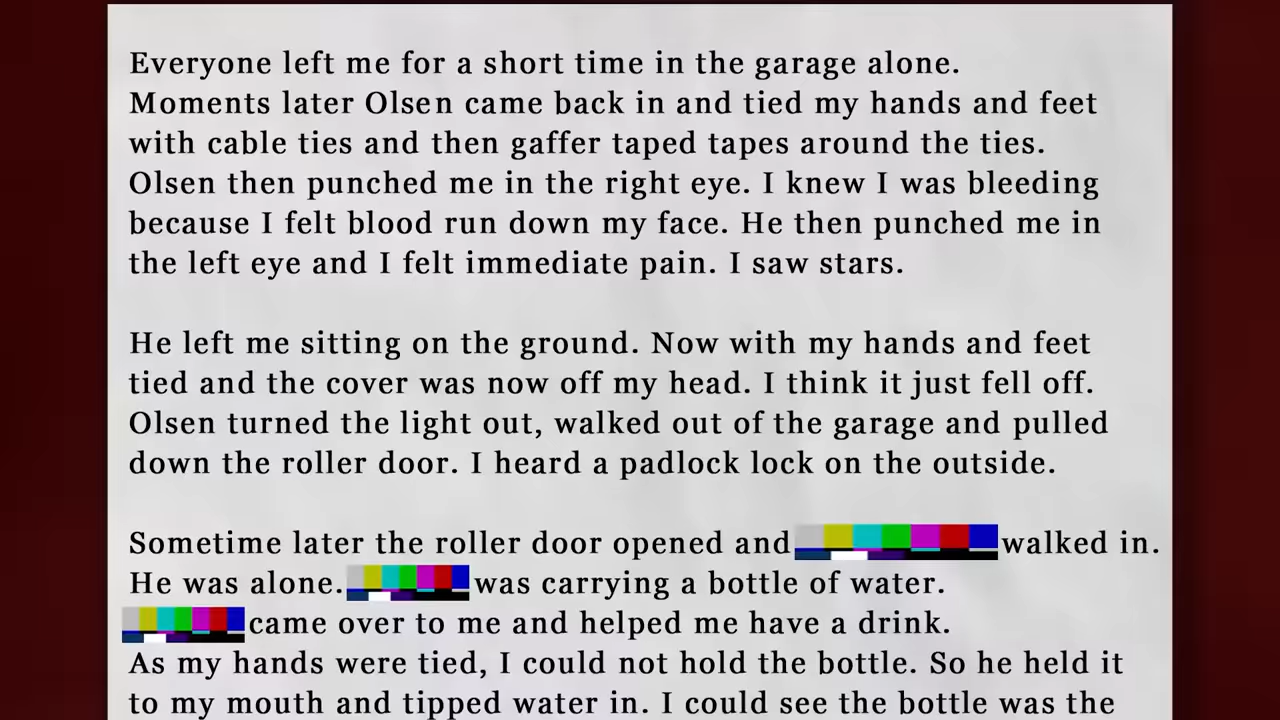 Everyone left me for a short time in the garage alone.
Moments later Olsen came back in and tied my hands and feet
with cable ties and then gaffer taped tapes around the ties.
Olsen then punched me in the right eye. I knew I was bleeding
because I felt blood run down my face. He then punched me in
the left eye and I felt immediate pain. I saw stars.
He left me sitting on the ground. Now with my hands and feet
tied and the cover was now off my head. I think it just fell off.
Olsen turned the light out, walked out of the garage and pulled
down the roller door. I heard a padlock lock on the outside.
Sometime later the roller door opened and walked in.
He was alone. was carrying a bottle of water.
came over to me and helped me have a drink.
As my hands were tied, I could not hold the bottle. So he held it
to my mouth and tipped water in. I could see the bottle was the